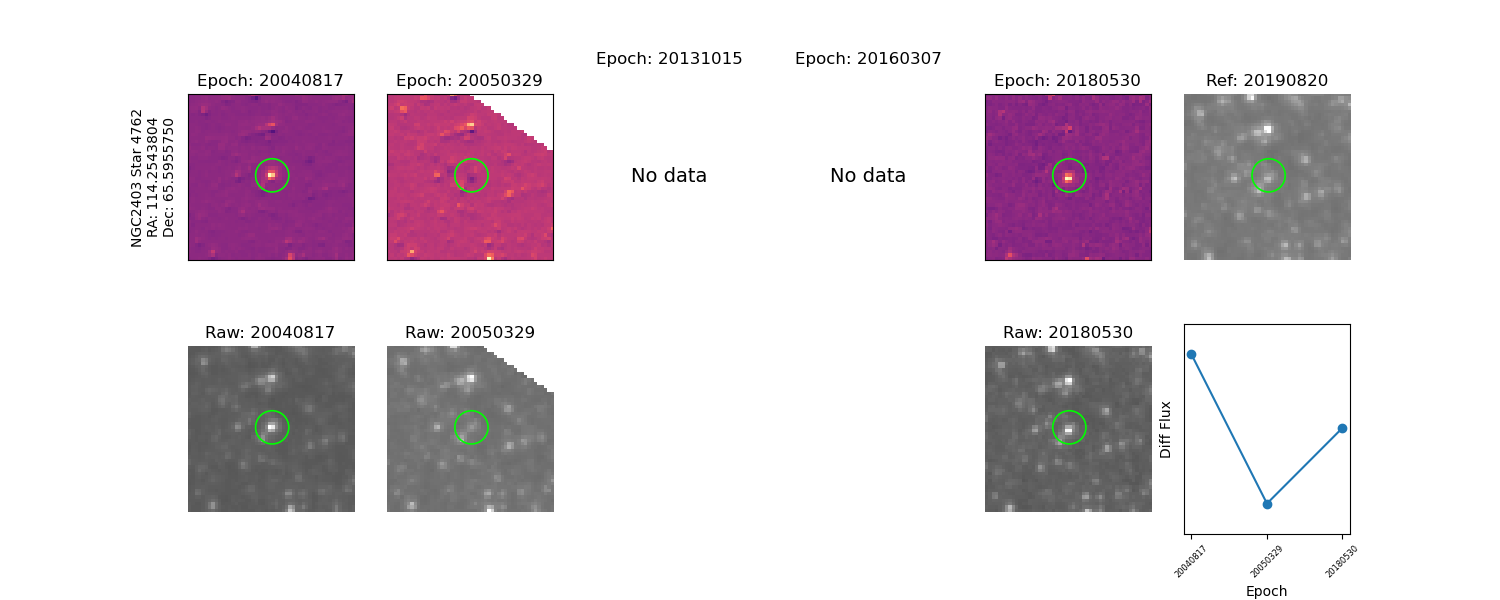 Epoch: 20131015
Epoch: 20160307
Epoch: 20040817
Epoch: 20050329
Epoch: 20180530
Ref: 20190820
NGC2403 Star 4762
RA: 114.2543804
Dec: 65.5955750
No data
No data
Raw: 20040817
Raw: 20050329
Raw: 20180530
Diff Flux
20040817
20050329
20180530
Epoch